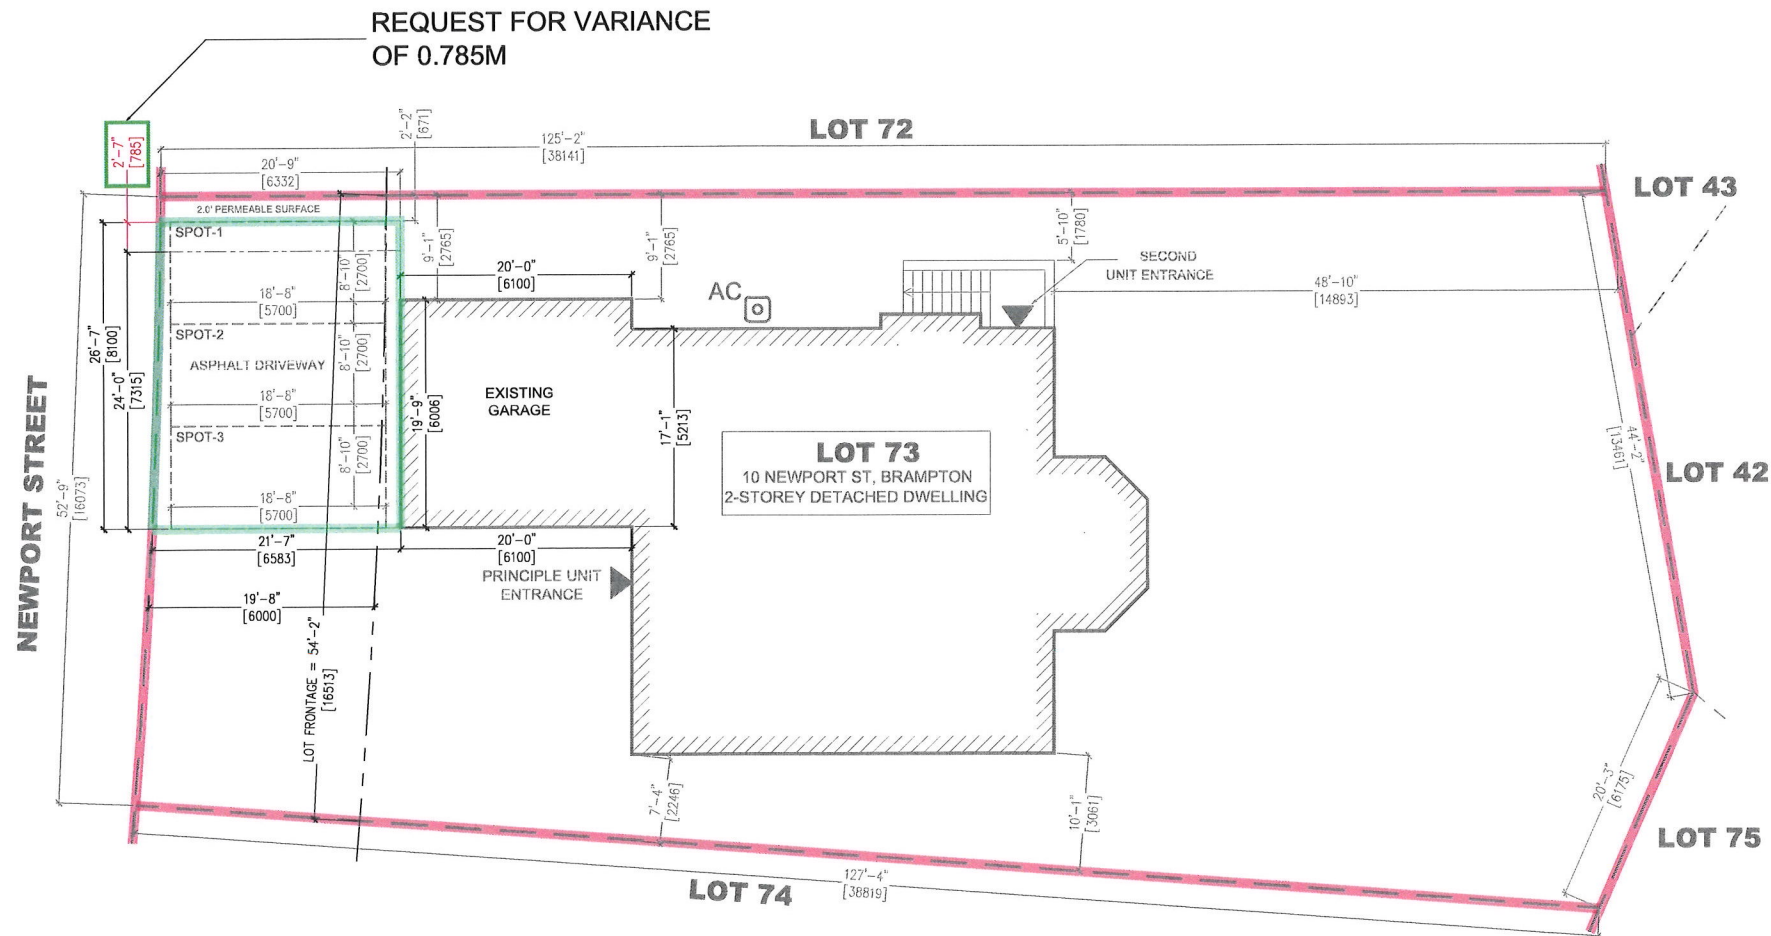 REQUEST FOR VARIANCE
OF 0.785M
2'-7"
[785]
2'-2"
[671]
125'-2"
[38141]
LOT 72
20'-9"
[6332]
LOT 43
2.0' PERMEABLE SURFACE
SPOT-1
9'-1"
[2765]
9'-1"
[2765]
5'-10"
[1780]
SECOND
UNIT ENTRANCE
20'-0"
[6100]
8'-10"
[2700]
AC
48'-10"
[14893]
18'-8"
[5700]
26'-7"
[8100]
24'-0"
[7315]
SPOT-2
8'-10"
[2700]
ASPHALT DRIVEWAY
18'-8"
[5700]
EXISTING
GARAGE
19'-9"
[6006]
17'-1"
[5213]
SPOT-3
8'-10"
[2700]
18'-8"
[5700]
LOT 73
10 NEWPORT ST, BRAMPTON
2-STOREY DETACHED DWELLING
44'-2"
[13461]
LOT 42
NEWPORT STREET
52'-9"
[16073]
21'-7"
[6583]
20'-0"
[6100]
PRINCIPLE UNIT
ENTRANCE
19'-8"
[6000]
LOT FRONTAGE = 54'-2"
[16513]
7'-4"
[2246]
10'-1"
[3061]
20'-3"
[6175]
LOT 75
127'-4"
[38819]
LOT 74